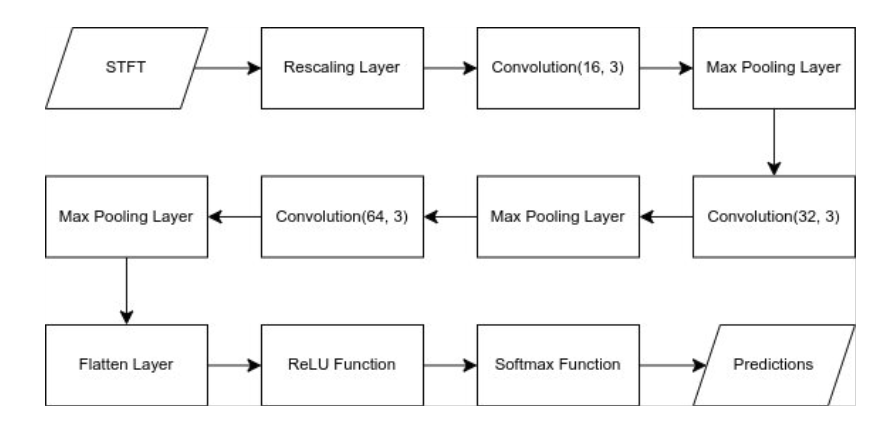 STFT
Rescaling Layer
Convolution(16, 3)
Max Pooling Layer
Convolution(32, 3)
Max Pooling Layer
Convolution(64, 3)
Max Pooling Layer
Flatten Layer
ReLU Function
Softmax Function
Predictions